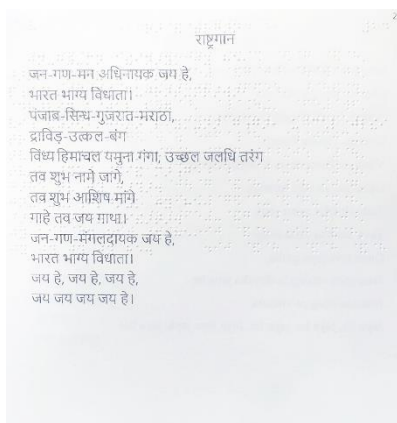 2
राष्ट्रगान
जन-गण-मन अधिनायक जय हे,
भारत भाग्य विधाता।
पंजाब-सिन्ध-गुजरात-मराठा,
द्राविड़-उत्कल-बंग
विंध्य हिमाचल यमुना गंगा, उच्छल जलधि तरंग
तव शुभ नामे जागे,
तव शुभ आशिष मांगे
गाहे तव जय गाथा।
जन-गण-मंगलदायक जय हे,
भारत भाग्य विधाता।
जय हे, जय हे, जय हे,
जय जय जय जय हे।